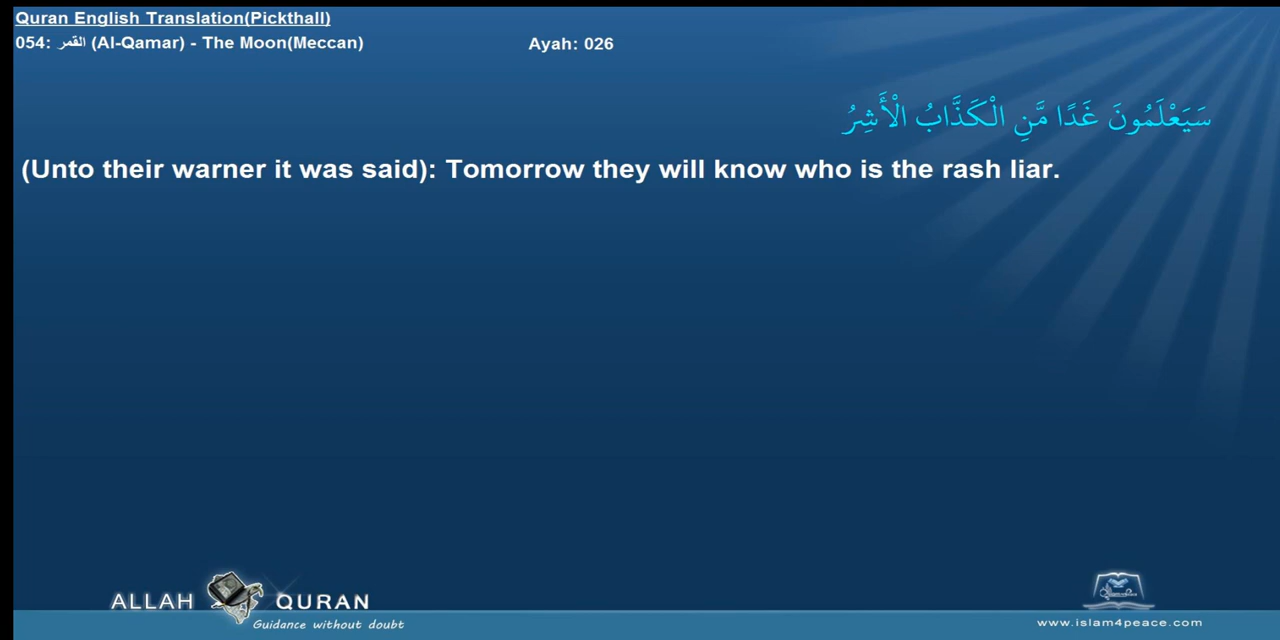 Quran English Translation(Pickthall)
054: القمر (Al-Qamar) - The Moon(Meccan) Ayah: 026
سَيَعْلَمُونَ غَدًا مَّنِ الْكَذَّابُ الْأَشِرُ
(Unto their warner it was said): Tomorrow they will know who is the rash liar.
ALLAH QURAN
Guidance without doubt
www.islam4peace.com